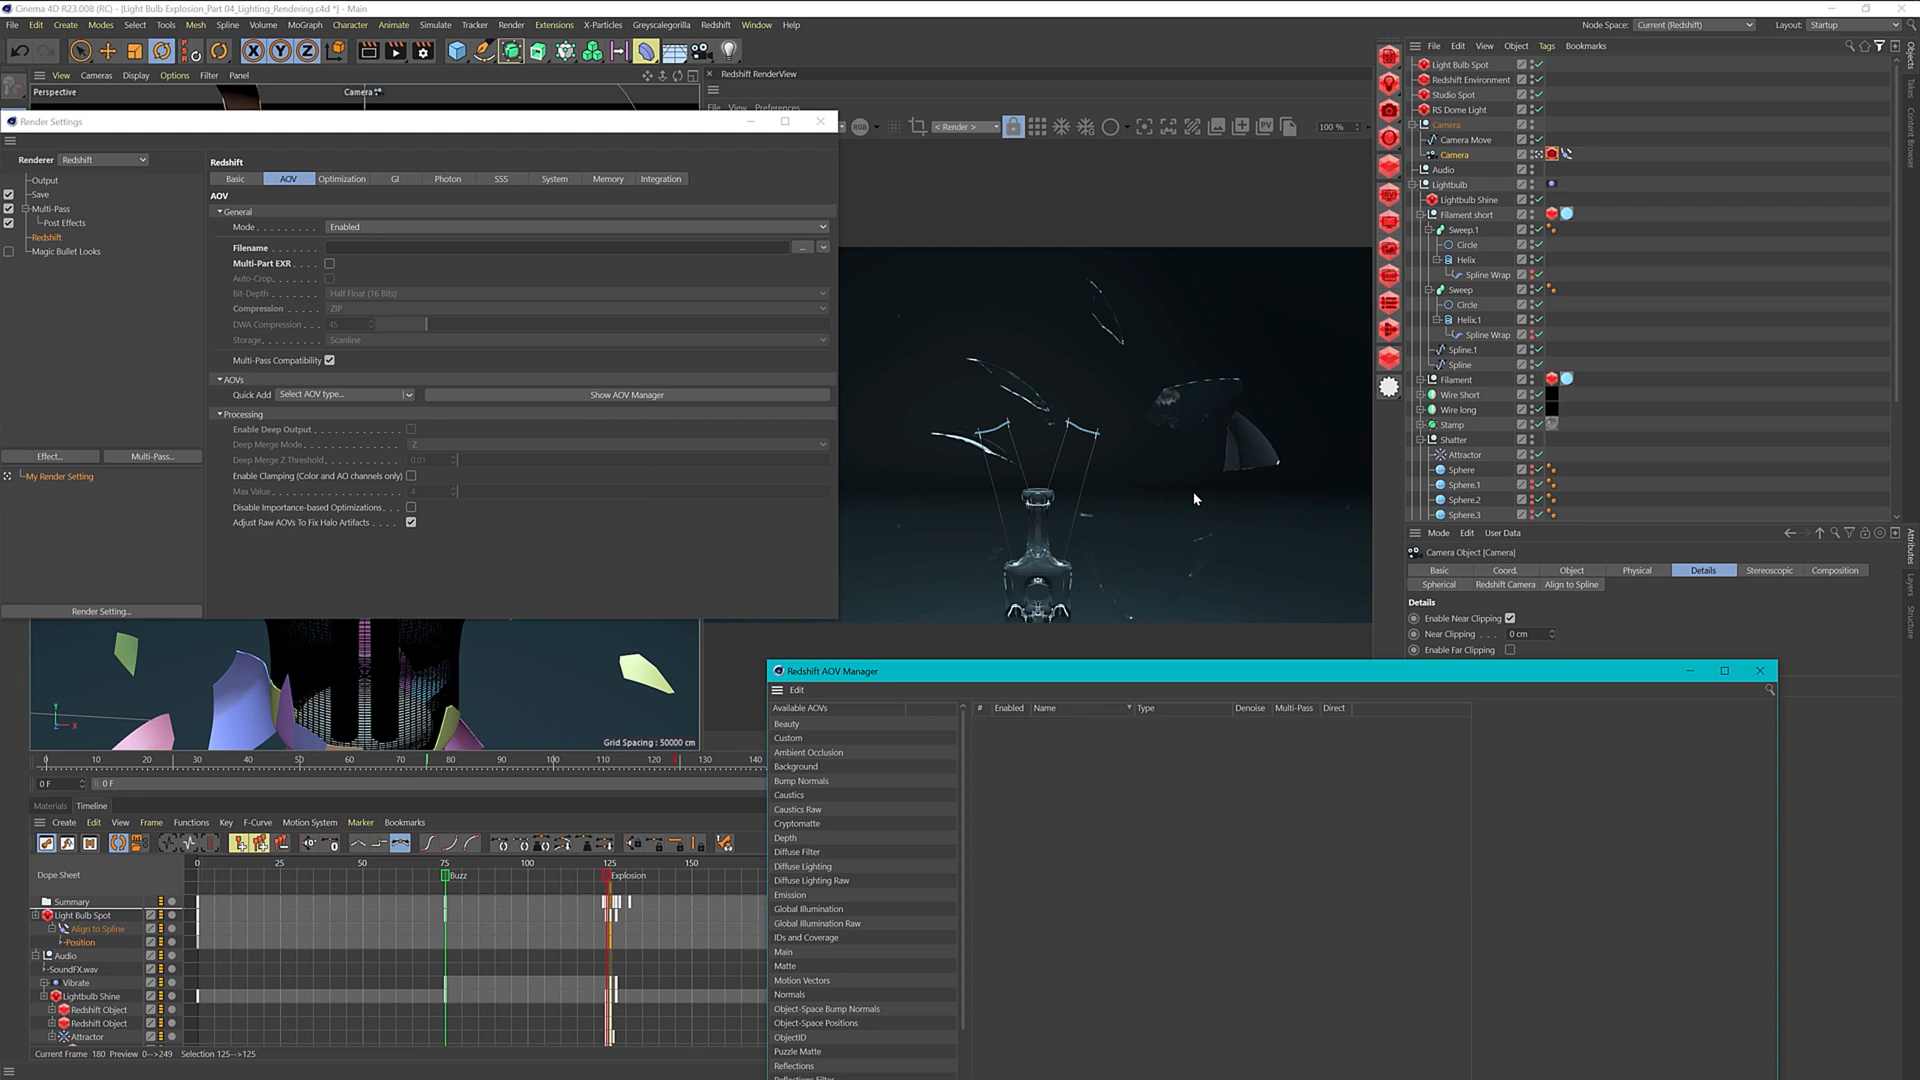 Cinema 4D R23.008 (RC) - [Light Bulb Explosion_Part 04_Lighting_Rendering.c4d *] - Main
File Edit Create Modes Select Tools Mesh Spline Volume MoGraph Character Animate Simulate Tracker Render Extensions X-Particles Greyscalegorilla Redshift Window Help Node Space: Current (Redshift) Layout: Startup
View Cameras Display Options Filter Panel
Perspective Camera
Redshift RenderView
File View Preferences
RGB < Render > PV 100 %
Render Settings
Renderer Redshift
Output
Save
Multi-Pass
Post Effects
Redshift
Magic Bullet Looks
Effect... Multi-Pass...
My Render Setting
Render Setting...
Redshift
Basic AOV Optimization GI Photon SSS System Memory Integration
AOV
General
Mode Enabled
Filename ...
Multi-Part EXR
Auto-Crop
Bit-Depth Half Float (16 Bits)
Compression ZIP
DWA Compression 45
Storage Scanline
Multi-Pass Compatibility
AOVs
Quick Add Select AOV type... Show AOV Manager
Processing
Enable Deep Output
Deep Merge Mode Z
Deep Merge Z Threshold 0.01
Enable Clamping (Color and AO channels only)
Max Value 4
Disable Importance-based Optimizations
Adjust Raw AOVs To Fix Halo Artifacts
File Edit View Object Tags Bookmarks
Light Bulb Spot
Redshift Environment
Studio Spot
RS Dome Light
Camera
Camera Move
Camera
Audio
Lightbulb
Lightbulb Shine
Filament short
Sweep.1
Circle
Helix
Spline Wrap
Sweep
Circle
Helix.1
Spline Wrap
Spline.1
Spline
Filament
Wire Short
Wire long
Stamp
Shatter
Attractor
Sphere
Sphere.1
Sphere.2
Sphere.3
Objects
Takes
Content Browser
Attributes
Layers
Structure
Mode Edit User Data
Camera Object [Camera]
Basic Coord. Object Physical Details Stereoscopic Composition
Spherical Redshift Camera Align to Spline
Details
Enable Near Clipping
Near Clipping 0 cm
Enable Far Clipping
Y
X
Grid Spacing : 50000 cm
0 10 20 30 40 50 60 70 80 90 100 110 120 130 140
0 F 0 F
Materials Timeline
Create Edit View Frame Functions Key F-Curve Motion System Marker Bookmarks
0 25 50 75 100 125 150
Dope Sheet Buzz Explosion
Summary
Light Bulb Spot
Align to Spline
Position
Audio
SoundFX.wav
Vibrate
Lightbulb Shine
Redshift Object
Redshift Object
Attractor
Current Frame 180 Preview 0-->249 Selection 125-->125
Redshift AOV Manager
Edit
Available AOVs # Enabled Name Type Denoise Multi-Pass Direct
Beauty
Custom
Ambient Occlusion
Background
Bump Normals
Caustics
Caustics Raw
Cryptomatte
Depth
Diffuse Filter
Diffuse Lighting
Diffuse Lighting Raw
Emission
Global Illumination
Global Illumination Raw
IDs and Coverage
Main
Matte
Motion Vectors
Normals
Object-Space Bump Normals
Object-Space Positions
ObjectID
Puzzle Matte
Reflections
Reflections Filter